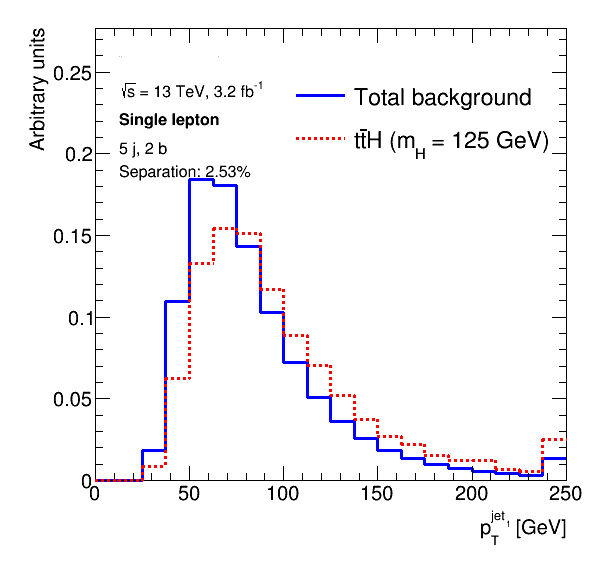 Arbitrary units
√s = 13 TeV, 3.2 fb⁻¹
Single lepton
5 j, 2 b
Separation: 2.53%
Total background
tt̄H (m_H = 125 GeV)
0.25
0.2
0.15
0.1
0.05
0
0 50 100 150 200 250
p_T^jet₁ [GeV]